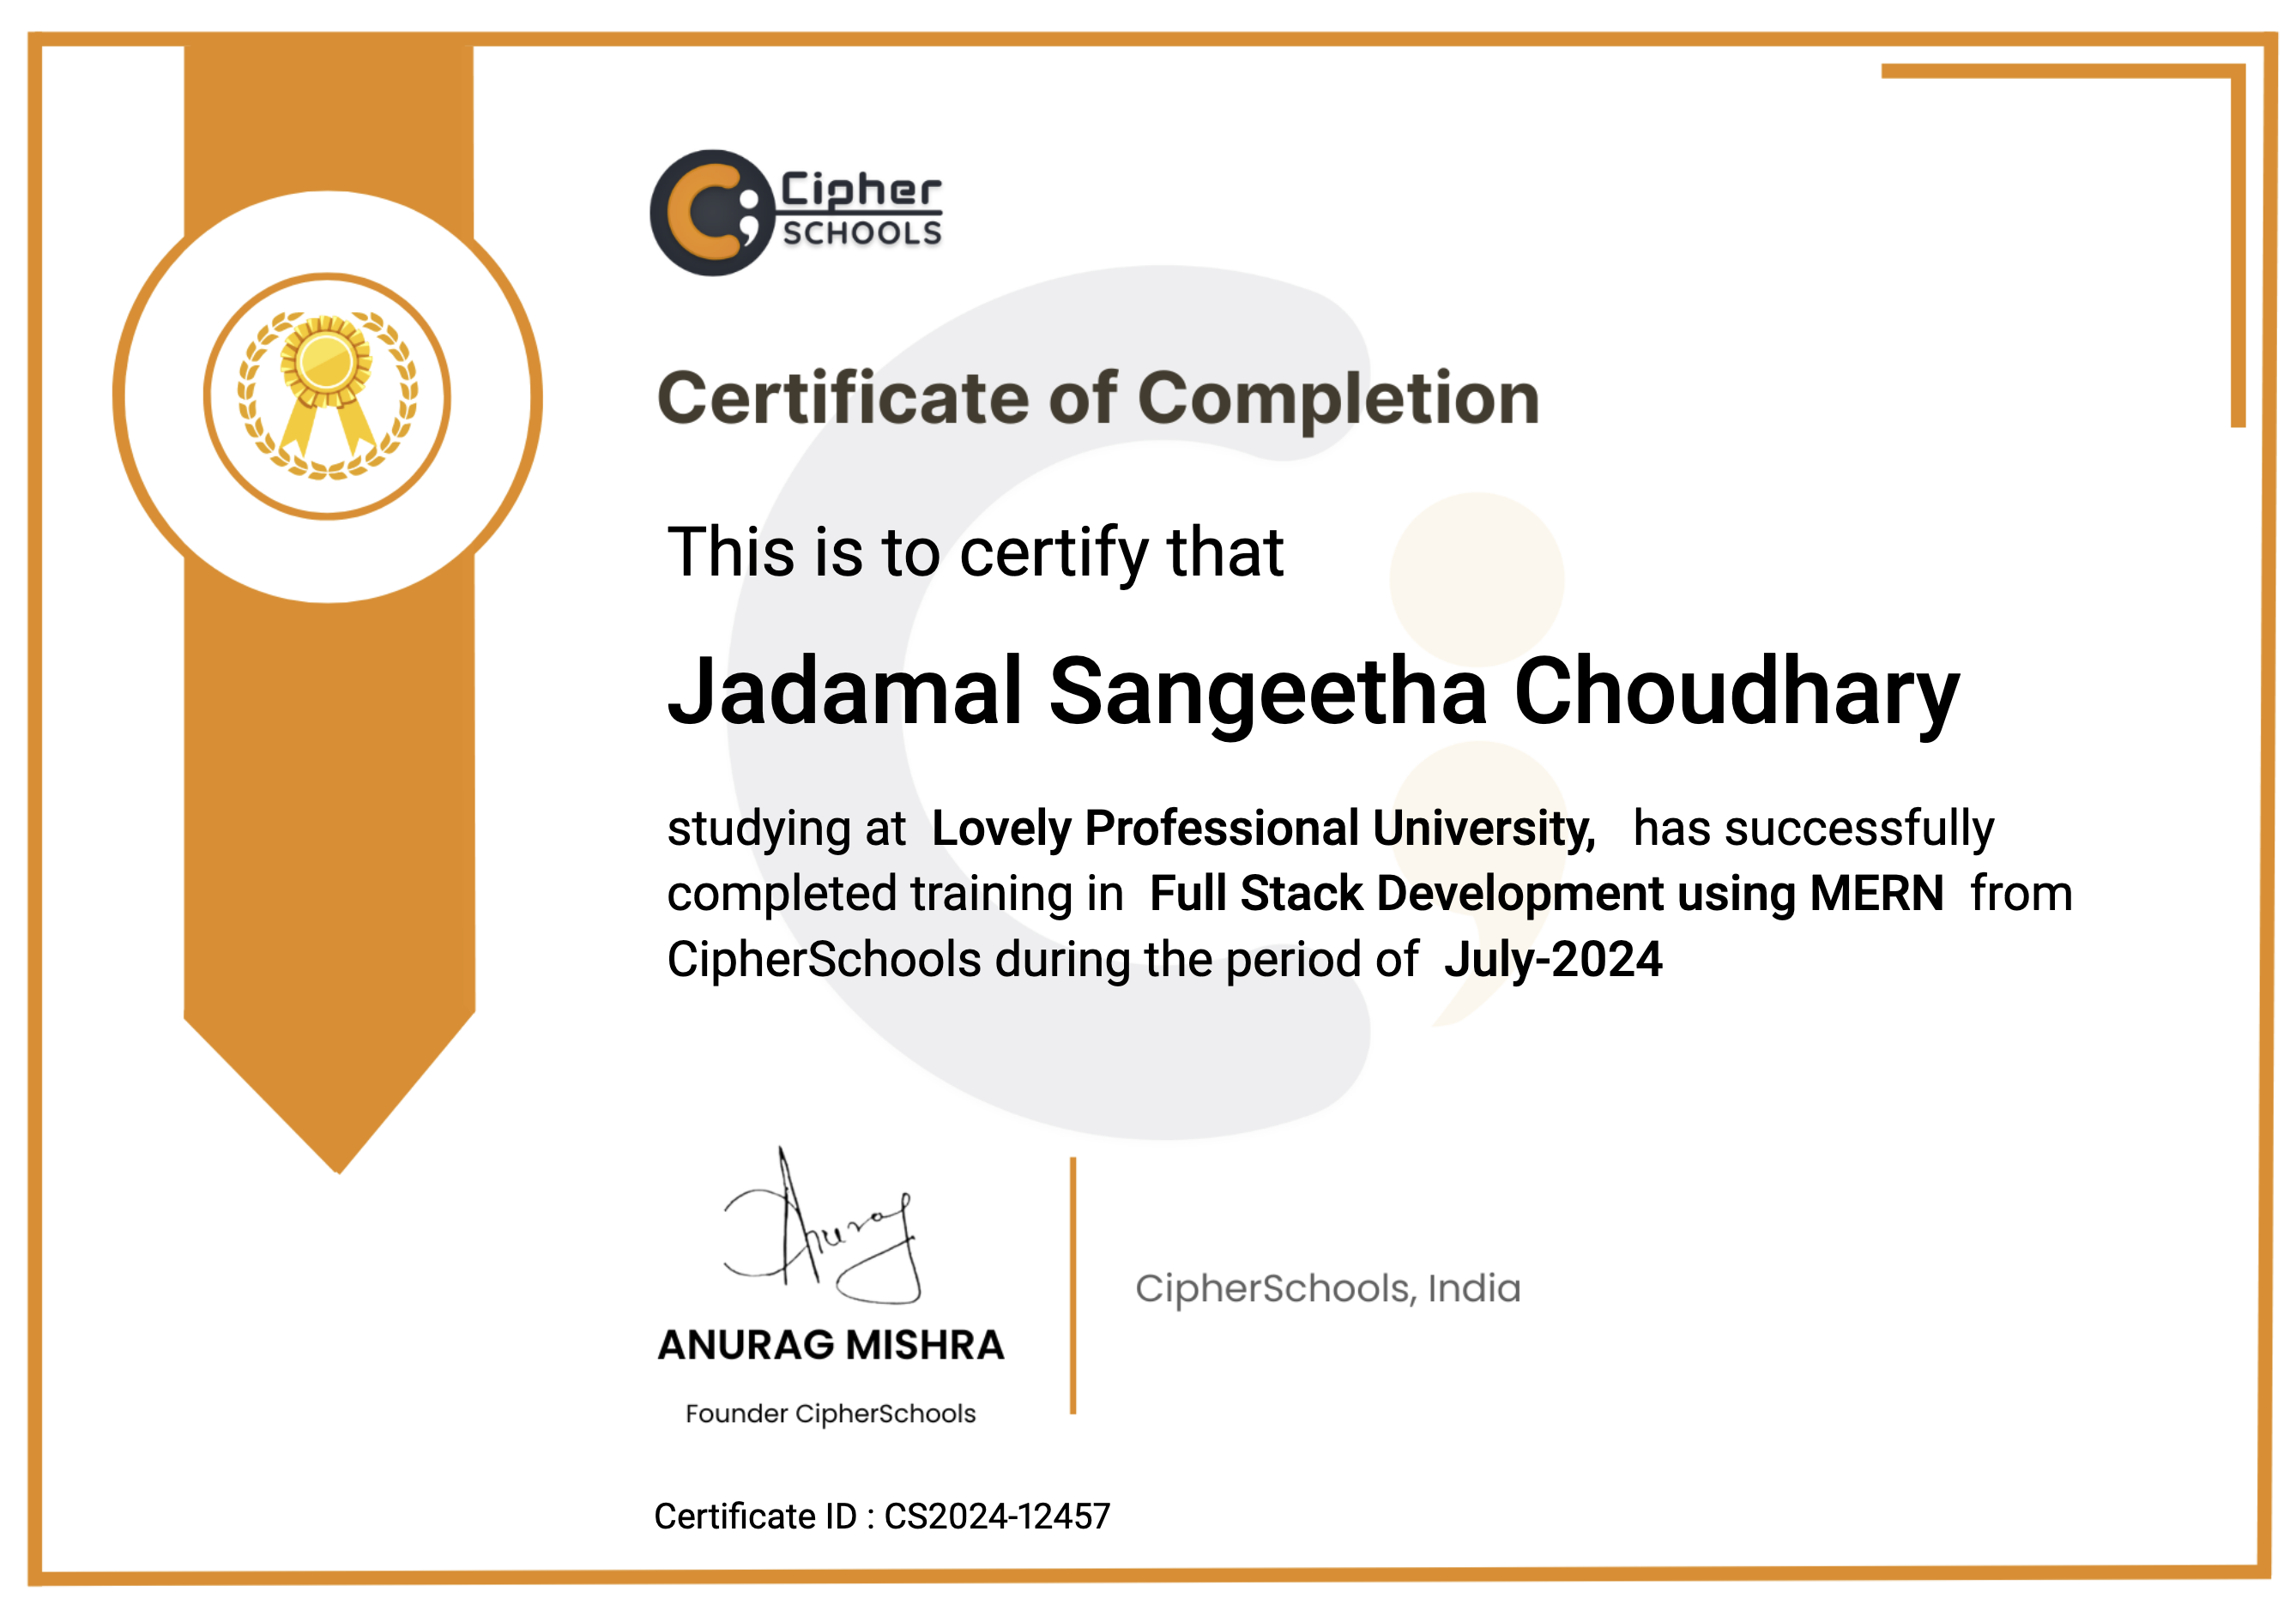 Cipher
SCHOOLS
Certificate of Completion
This is to certify that
Jadamal Sangeetha Choudhary
studying at Lovely Professional University, has successfully
completed training in Full Stack Development using MERN from
CipherSchools during the period of July-2024
Anurag
ANURAG MISHRA
Founder CipherSchools
CipherSchools, India
Certificate ID : CS2024-12457